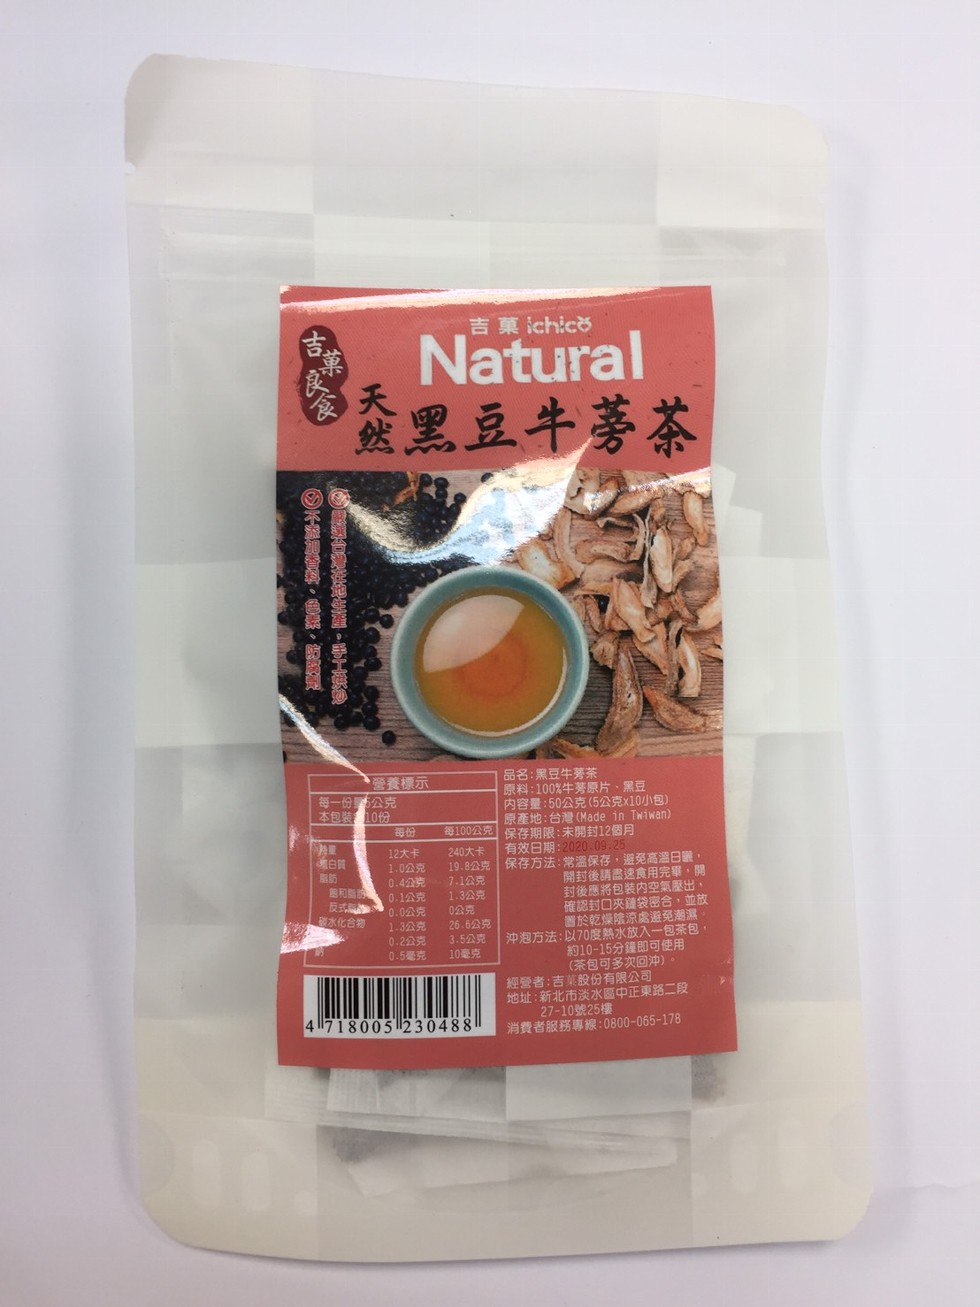 吉菓 ichico
Natural
吉菓良食
天然黑豆牛蒡茶
嚴選台灣在地生產，手工烘炒
不添加香料、色素、防腐劑
營養標示
每一份量5公克
本包裝 10份
每份 每100公克
熱量 12大卡 240大卡
蛋白質 1.0公克 19.8公克
脂肪 0.4公克 7.1公克
飽和脂肪 0.1公克 1.3公克
反式脂肪 0.0公克 0公克
碳水化合物 1.3公克 26.6公克
0.2公克 3.5公克
鈉 0.5毫克 10毫克
4 718005 230488
品名:黑豆牛蒡茶
原料:100%牛蒡原片、黑豆
內容量:50公克(5公克x10小包)
原產地:台灣(Made in Twiwan)
保存期限:未開封12個月
有效日期:2020.09.25
保存方法:常溫保存，避免高溫日曬，
開封後請盡速食用完畢，開
封後應將包裝內空氣壓出，
確認封口夾鏈袋密合，並放
置於乾燥陰涼處避免潮濕。
沖泡方法:以70度熱水放入一包茶包，
約10-15分鐘即可使用
(茶包可多次回沖)。
經營者:吉菓股份有限公司
地址:新北市淡水區中正東路二段
27-10號25樓
消費者服務專線:0800-065-178